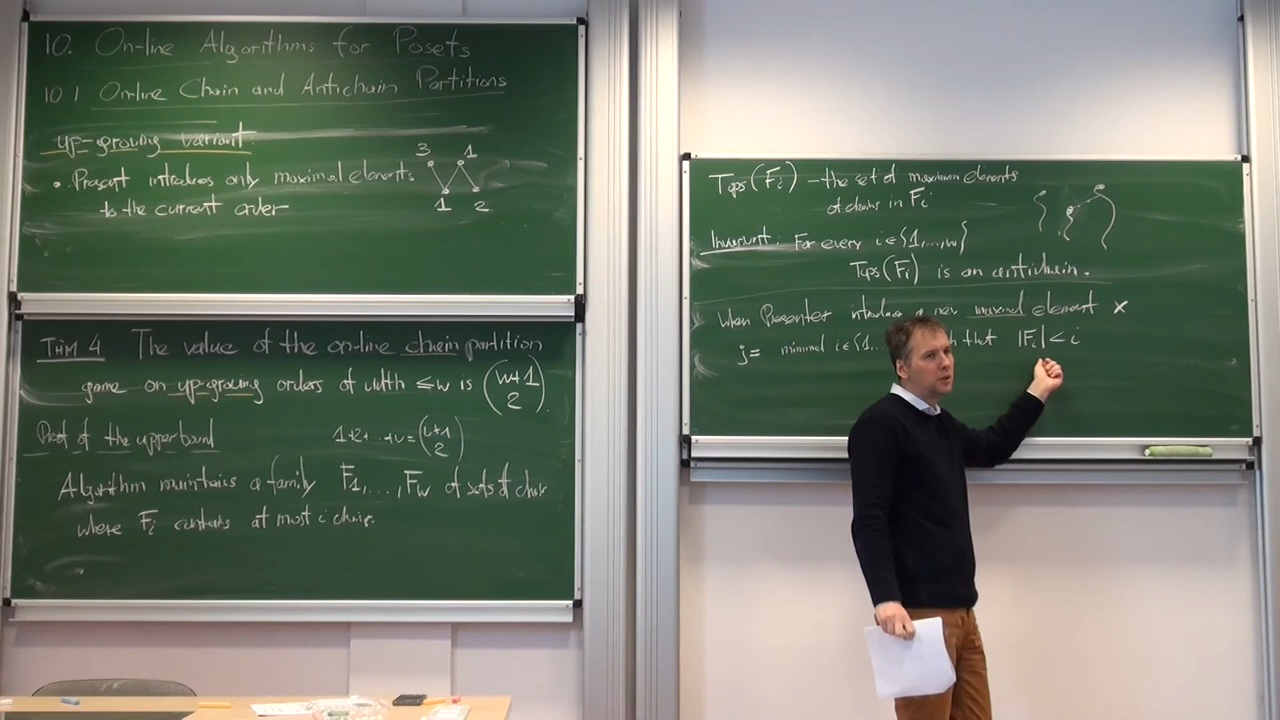 10. On-line Algorithms for Posets
10.1 On-line Chain and Antichain Partitions
up-growing variant:
• Present introduces only maximal elements
to the current order
3 1
1 2
THM 4 The value of the on-line chain partition
game on up-growing orders of width ≤ w is (w+1 2).
Proof of the upper bound 1+2+...+w = (w+1 2)
Algorithm maintains a family F1,...,Fw of sets of chains
where Fi contains at most i chains.
Tops(Fi) – the set of maximum elements
of chains in Fi
Invariant: For every i∈{1,...,w}
Tops(Fi) is an antichain.
When Presenter introduces a new maximal element x
j = minimal i∈{1,... that |Fi| < i